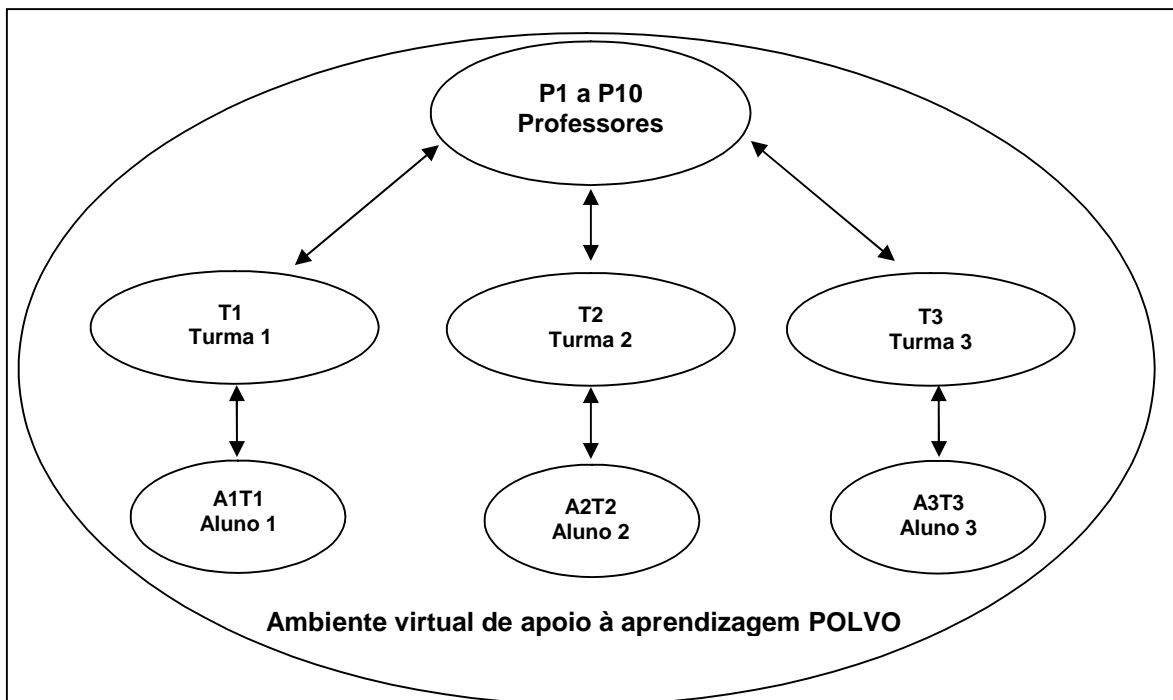 P1 a P10
Professores
T1
Turma 1
T2
Turma 2
T3
Turma 3
A1T1
Aluno 1
A2T2
Aluno 2
A3T3
Aluno 3
Ambiente virtual de apoio à aprendizagem POLVO